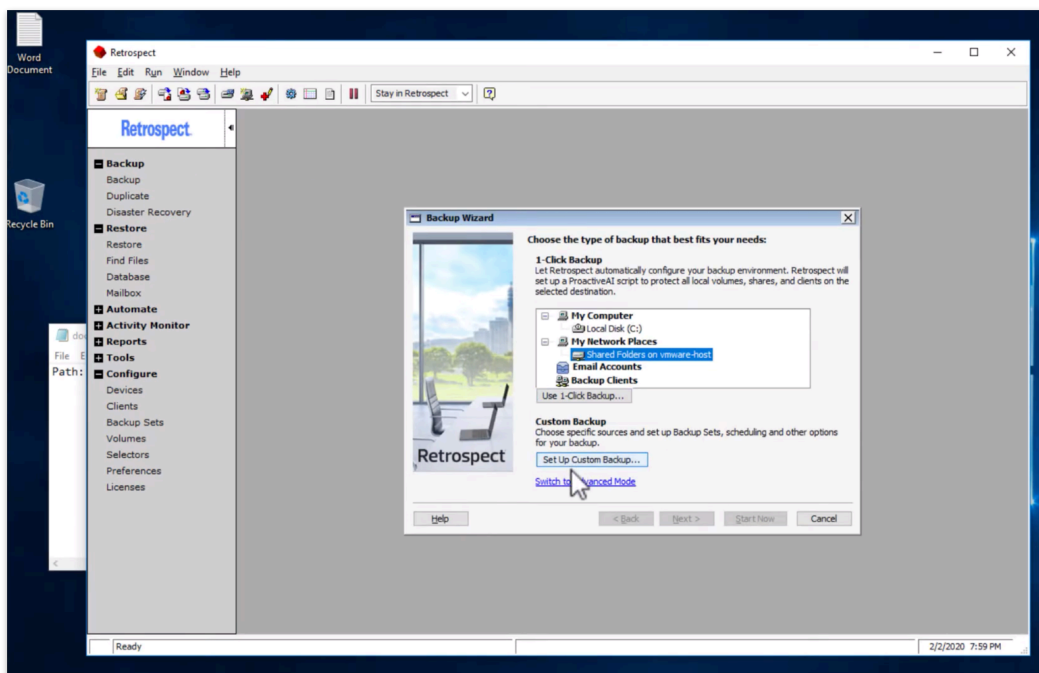 Word
Document
Recycle Bin
File
Path:
Retrospect
File Edit Run Window Help
Stay in Retrospect
Retrospect
Backup
Backup
Duplicate
Disaster Recovery
Restore
Restore
Find Files
Database
Mailbox
Automate
Activity Monitor
Reports
Tools
Configure
Devices
Clients
Backup Sets
Volumes
Selectors
Preferences
Licenses
Backup Wizard
Choose the type of backup that best fits your needs:
1-Click Backup
Let Retrospect automatically configure your backup environment. Retrospect will
set up a ProactiveAI script to protect all local volumes, shares, and clients on the
selected destination.
My Computer
Local Disk (C:)
My Network Places
Shared Folders on vmware-host
Email Accounts
Backup Clients
Use 1-Click Backup...
Custom Backup
Choose specific sources and set up Backup Sets, scheduling and other options
for your backup.
Set Up Custom Backup...
Switch to Advanced Mode
Retrospect
Help
< Back
Next >
Start Now
Cancel
Ready
2/2/2020 7:59 PM